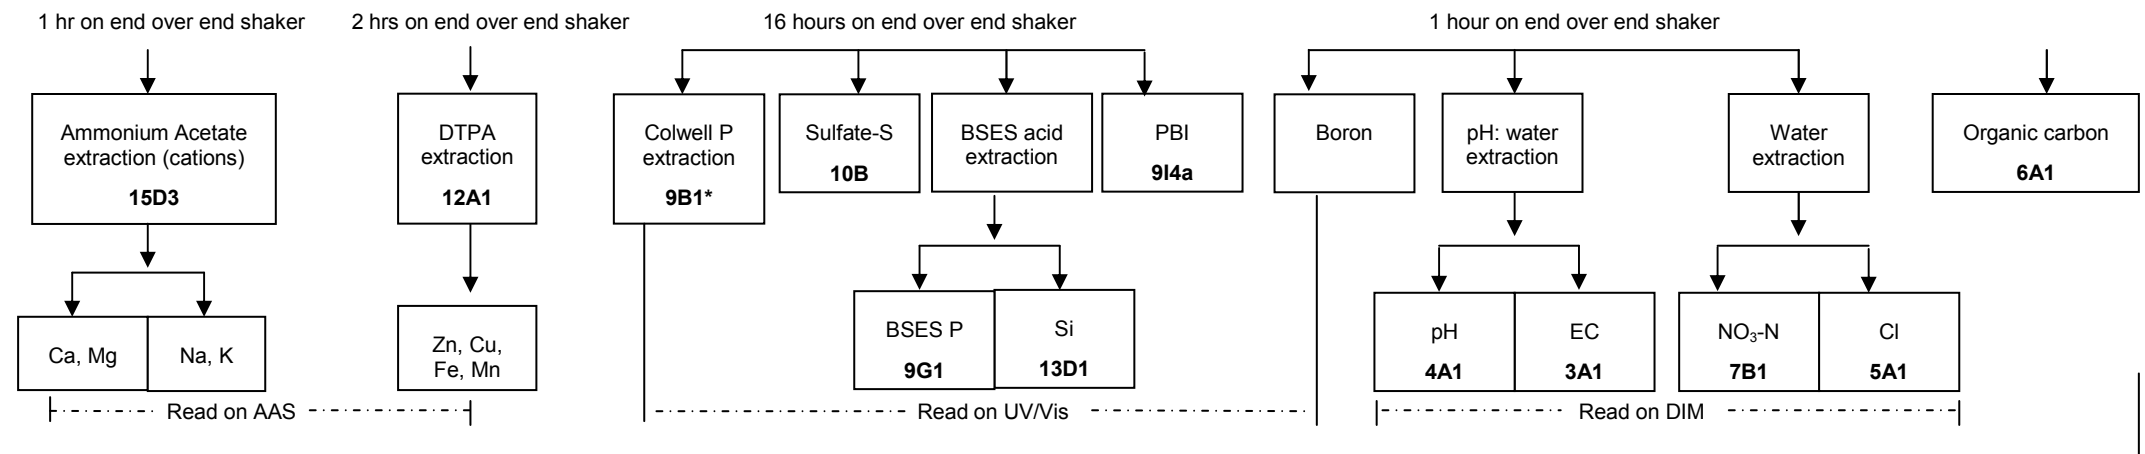 1 hr on end over end shaker
2 hrs on end over end shaker
16 hours on end over end shaker
1 hour on end over end shaker
Ammonium Acetate
extraction (cations)
15D3
DTPA
extraction
12A1
Colwell P
extraction
9B1*
Sulfate-S
10B
BSES acid
extraction
PBI
9I4a
Boron
pH: water
extraction
Water
extraction
Organic carbon
6A1
Ca, Mg
Na, K
Zn, Cu,
Fe, Mn
BSES P
9G1
Si
13D1
pH
4A1
EC
3A1
NO₃-N
7B1
Cl
5A1
Read on AAS
Read on UV/Vis
Read on DIM